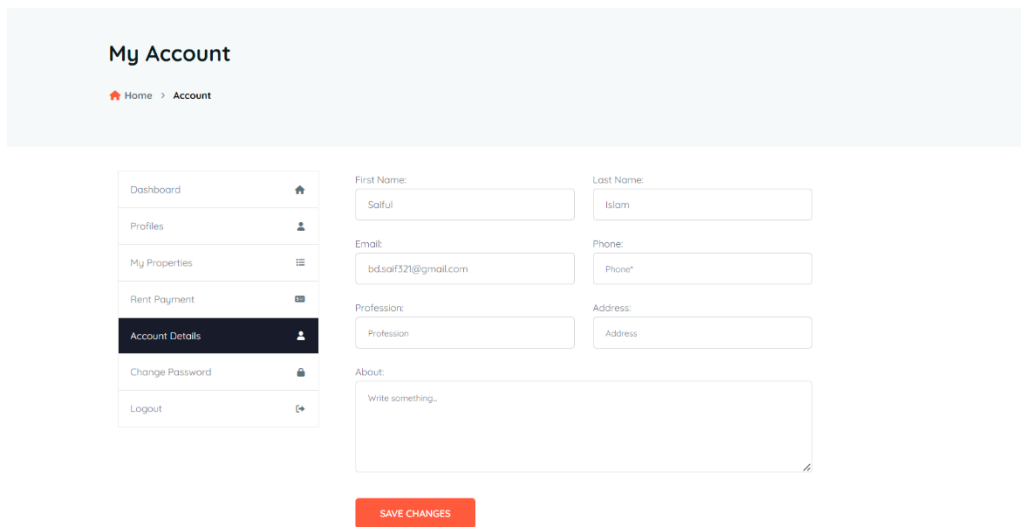 My Account
Home > Account
Dashboard
Profiles
My Properties
Rent Payment
Account Details
Change Password
Logout
First Name:
Last Name:
Saiful
Islam
Email:
Phone:
bd.saif321@gmail.com
Phone*
Profession:
Address:
Profession
Address
About:
Write something..
SAVE CHANGES